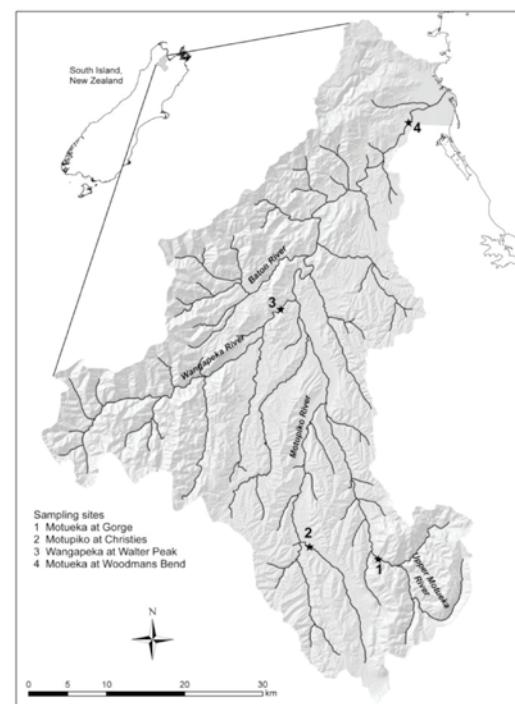 South Island,
New Zealand
4
Baton River
3
Wangapeka River
Motupiko River
Sampling sites
1 Motueka at Gorge
2 Motupiko at Christies
3 Wangapeka at Walter Peak
4 Motueka at Woodmans Bend
2
1
Upper Motueka
River
N
0 5 10 20 30
km